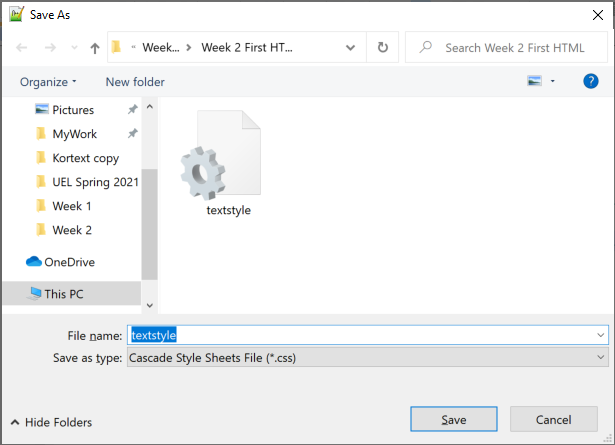 Save As
« Week... > Week 2 First HT...
Search Week 2 First HTML
Organize
New folder
?
Pictures
MyWork
Kortext copy
UEL Spring 2021
Week 1
Week 2
OneDrive
This PC
textstyle
File name: textstyle
Save as type: Cascade Style Sheets File (*.css)
Hide Folders
Save
Cancel